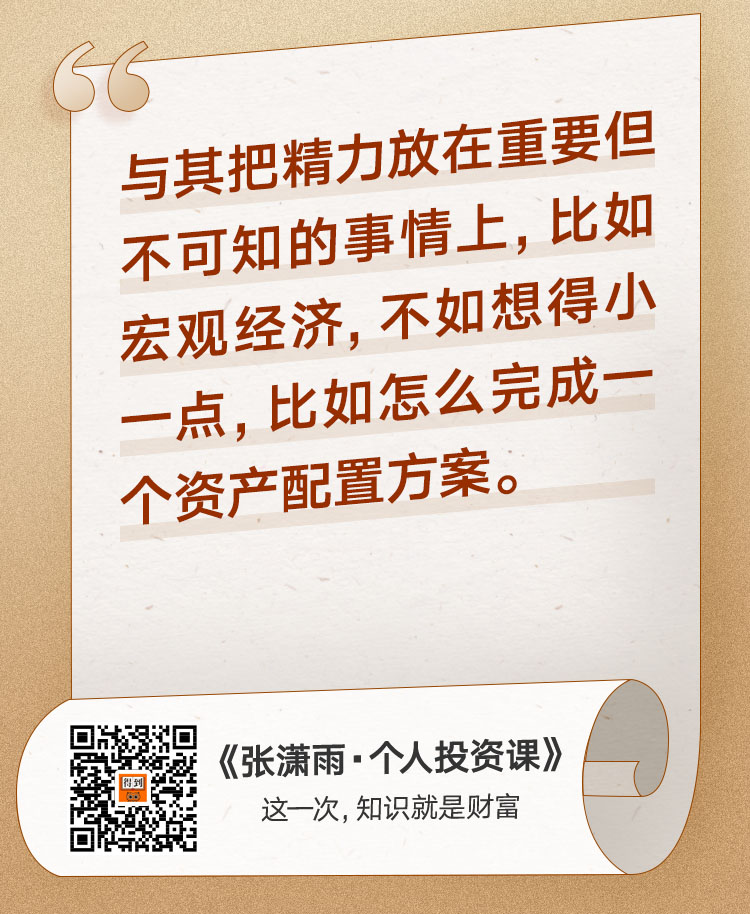 与其把精力放在重要但
不可知的事情上，比如
宏观经济，不如想得小
一点，比如怎么完成一
个资产配置方案。
得到
《张潇雨·个人投资课》
这一次，知识就是财富